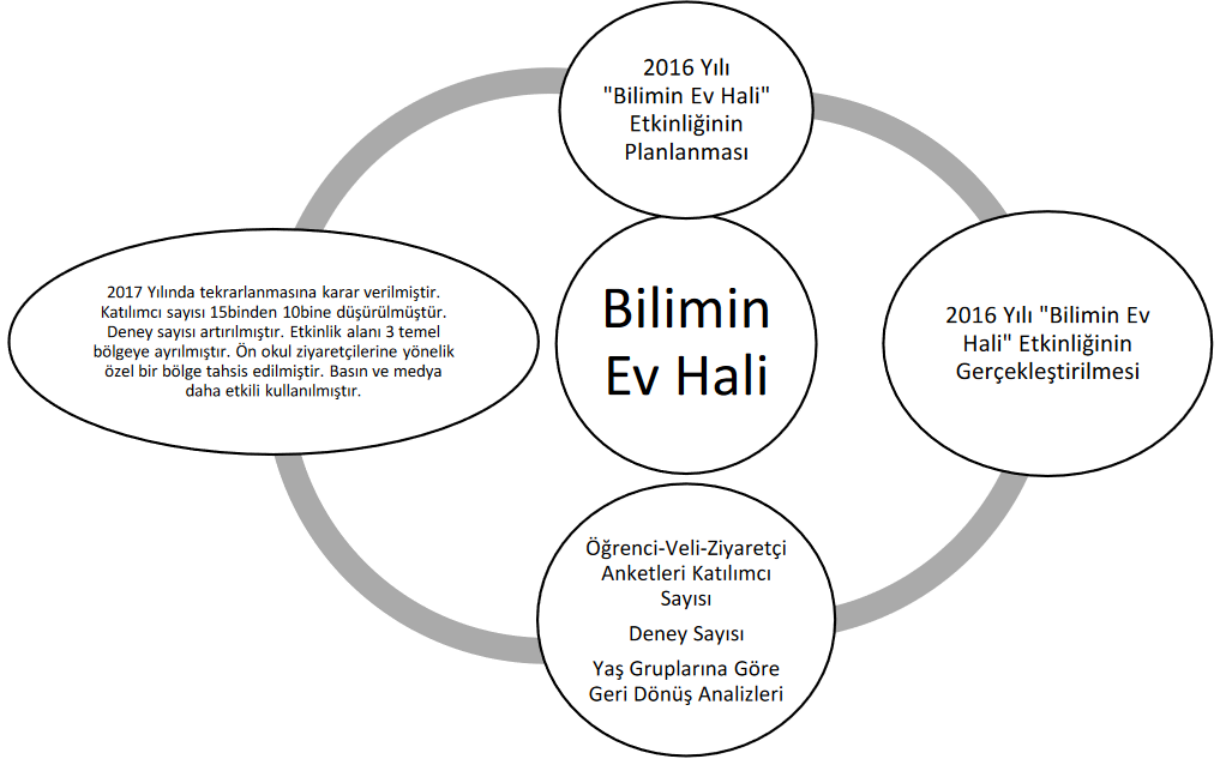 2016 Yılı
"Bilimin Ev Hali"
Etkinliğinin
Planlanması
2016 Yılı "Bilimin Ev
Hali" Etkinliğinin
Gerçekleştirilmesi
Öğrenci-Veli-Ziyaretçi
Anketleri Katılımcı
Sayısı
Deney Sayısı
Yaş Gruplarına Göre
Geri Dönüş Analizleri
2017 Yılında tekrarlanmasına karar verilmiştir.
Katılımcı sayısı 15binden 10bine düşürülmüştür.
Deney sayısı artırılmıştır. Etkinlik alanı 3 temel
bölgeye ayrılmıştır. Ön okul ziyaretçilerine yönelik
özel bir bölge tahsis edilmiştir. Basın ve medya
daha etkili kullanılmıştır.
Bilimin
Ev Hali